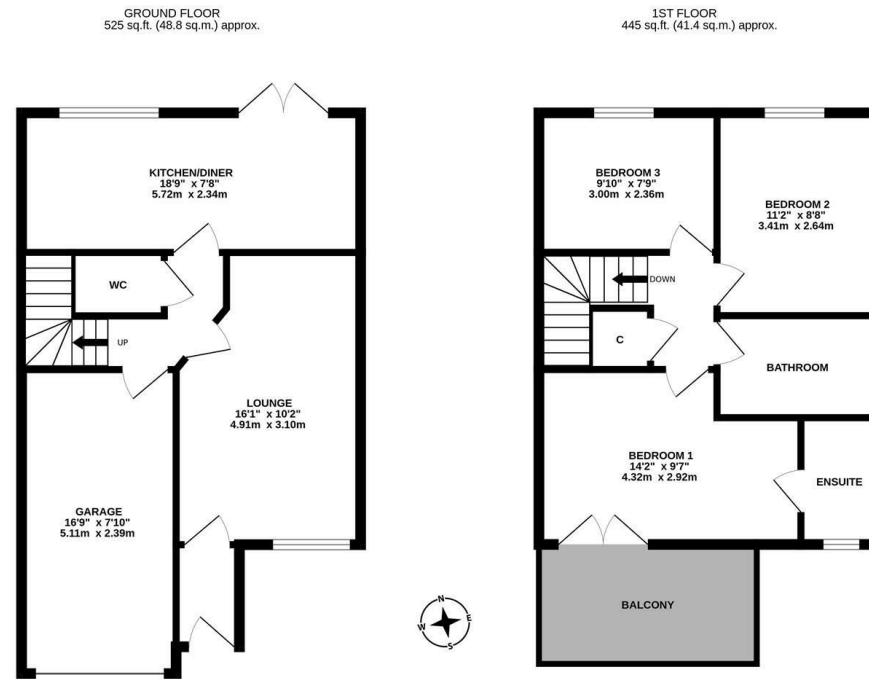 GROUND FLOOR
525 sq.ft. (48.8 sq.m.) approx.
KITCHEN/DINER
18'9" x 7'8"
5.72m x 2.34m
WC
UP
LOUNGE
16'1" x 10'2"
4.91m x 3.10m
GARAGE
16'9" x 7'10"
5.11m x 2.39m
N
E
S
W
1ST FLOOR
445 sq.ft. (41.4 sq.m.) approx.
BEDROOM 3
9'10" x 7'9"
3.00m x 2.36m
BEDROOM 2
11'2" x 8'8"
3.41m x 2.64m
DOWN
C
BATHROOM
BEDROOM 1
14'2" x 9'7"
4.32m x 2.92m
ENSUITE
BALCONY